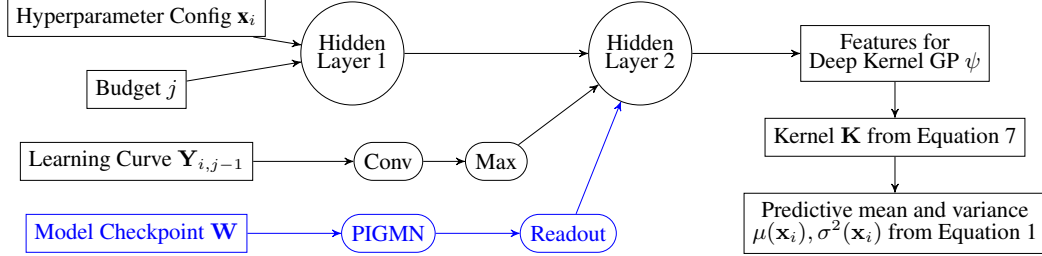 Hyperparameter Config x_i
Budget j
Hidden
Layer 1
Hidden
Layer 2
Features for
Deep Kernel GP ψ
Learning Curve Y_{i,j−1}
Conv
Max
Kernel K from Equation 7
Model Checkpoint W
PIGMN
Readout
Predictive mean and variance
μ(x_i), σ²(x_i) from Equation 1